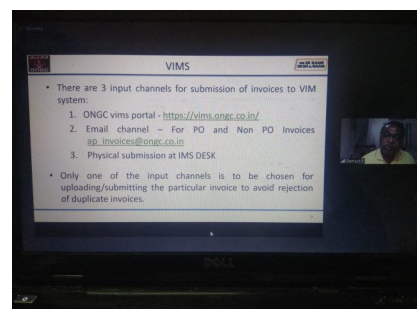 VIMS
• There are 3 input channels for submission of invoices to VIM
system:
1. ONGC vims portal - https://vims.ongc.co.in/
2. Email channel – For PO and Non PO Invoices
ap_invoices@ongc.co.in
3. Physical submission at IMS DESK
• Only one of the input channels is to be chosen for
uploading/submitting the particular invoice to avoid rejection
of duplicate invoices.
DELL